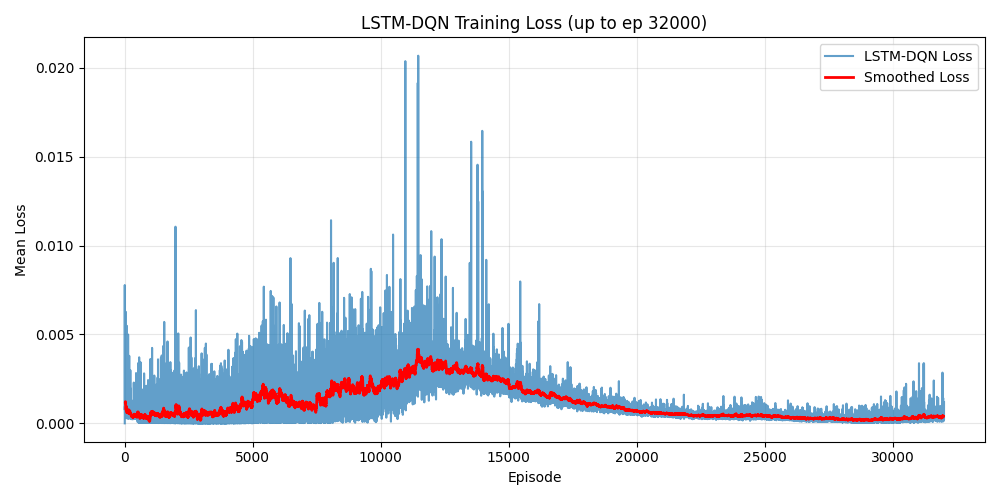 LSTM-DQN Training Loss (up to ep 32000)
LSTM-DQN Loss
Smoothed Loss
Mean Loss
0.020
0.015
0.010
0.005
0.000
0 5000 10000 15000 20000 25000 30000
Episode